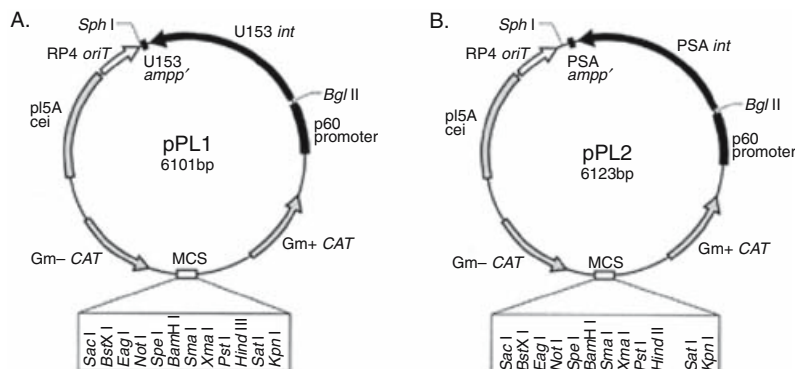 A.
Sph I
RP4 oriT
U153
ampp′
U153 int
Bgl II
p60
promoter
pl5A
cei
pPL1
6101bp
Gm– CAT
MCS
Gm+ CAT
Sac I
BstX I
Eag I
Not I
Spe I
BamH I
Sma I
Xma I
Pst I
Hind III
Sat I
Kpn I
B.
Sph I
RP4 oriT
PSA
ampp′
PSA int
Bgl II
p60
promoter
pl5A
cei
pPL2
6123bp
Gm– CAT
MCS
Gm+ CAT
Sac I
BstX I
Eag I
Not I
Spe I
BamH I
Sma I
Xma I
Pst I
Hind II
Sat I
Kpn I